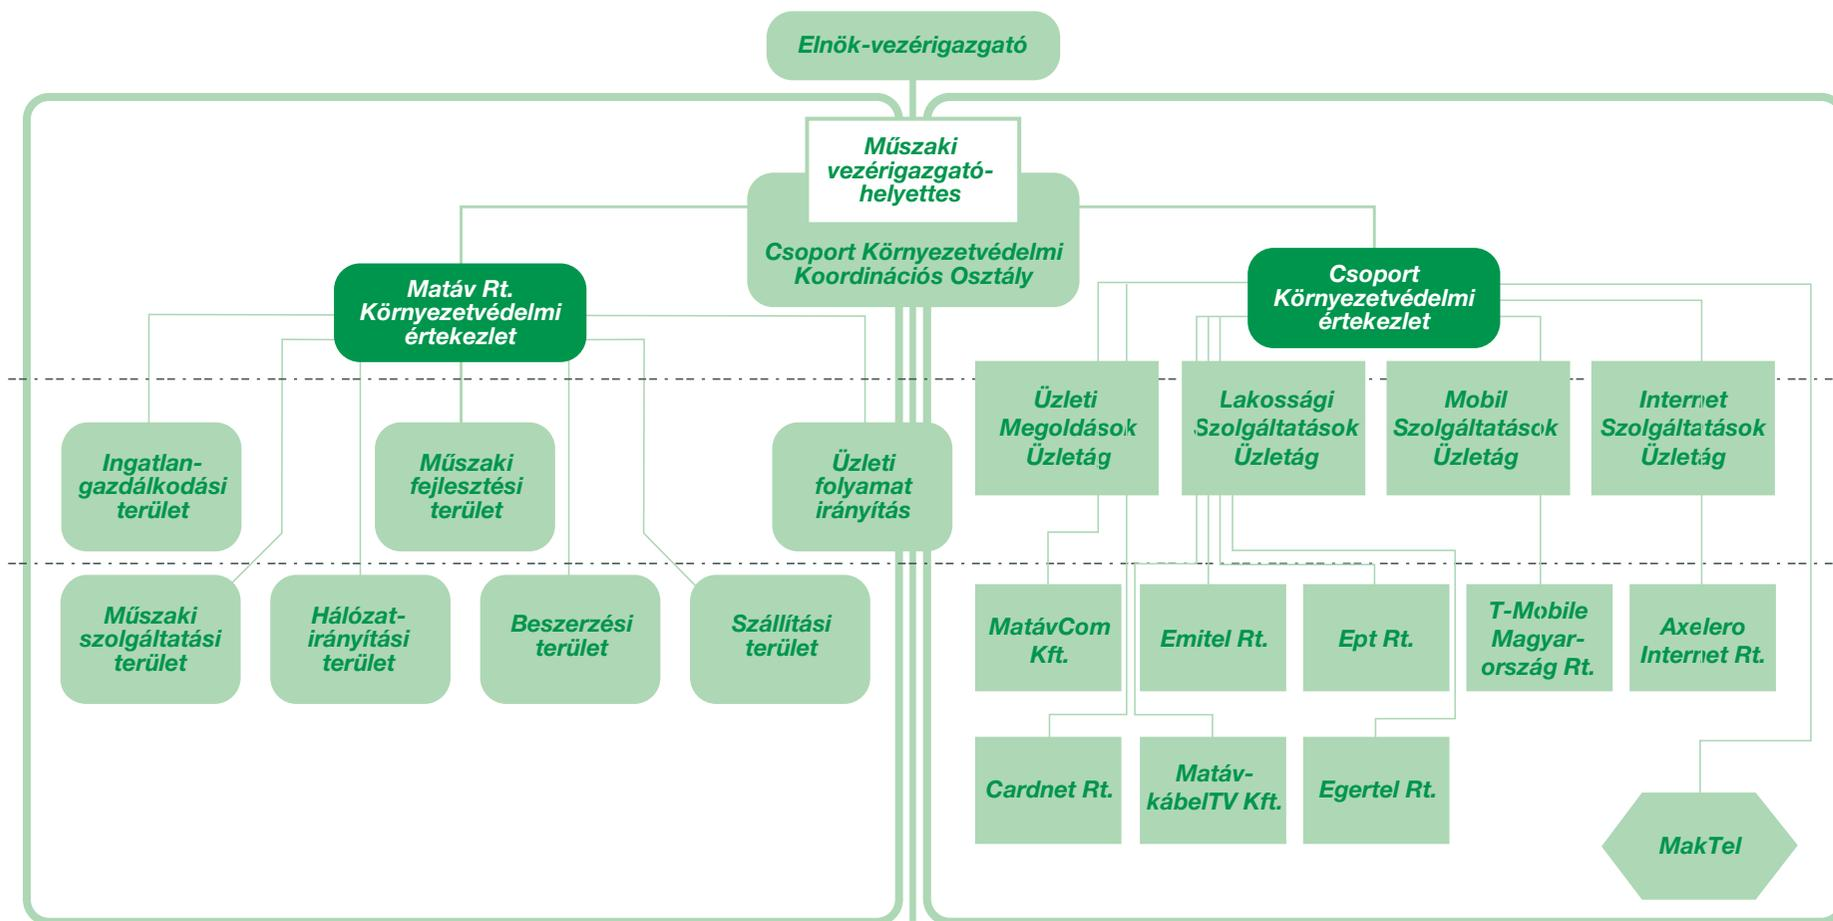 Elnök-vezérigazgató
Műszaki
vezérigazgató-
helyettes
Csoport Környezetvédelmi
Koordinációs Osztály
Matáv Rt.
Környezetvédelmi
értekezlet
Csoport
Környezetvédelmi
értekezlet
Ingatlan-
gazdálkodási
terület
Műszaki
fejlesztési
terület
Üzleti
folyamat
irányítás
Műszaki
szolgáltatási
terület
Hálózat-
irányítási
terület
Beszerzési
terület
Szállítási
terület
Üzleti
Megoldások
Üzletág
Lakossági
Szolgáltatások
Üzletág
Mobil
Szolgáltatások
Üzletág
Internet
Szolgáltatások
Üzletág
MatávCom
Kft.
Emitel Rt.
Ept Rt.
T-Mobile
Magyar-
ország Rt.
Axelero
Internet Rt.
Cardnet Rt.
Matáv-
kábelTV Kft.
Egertel Rt.
MakTel